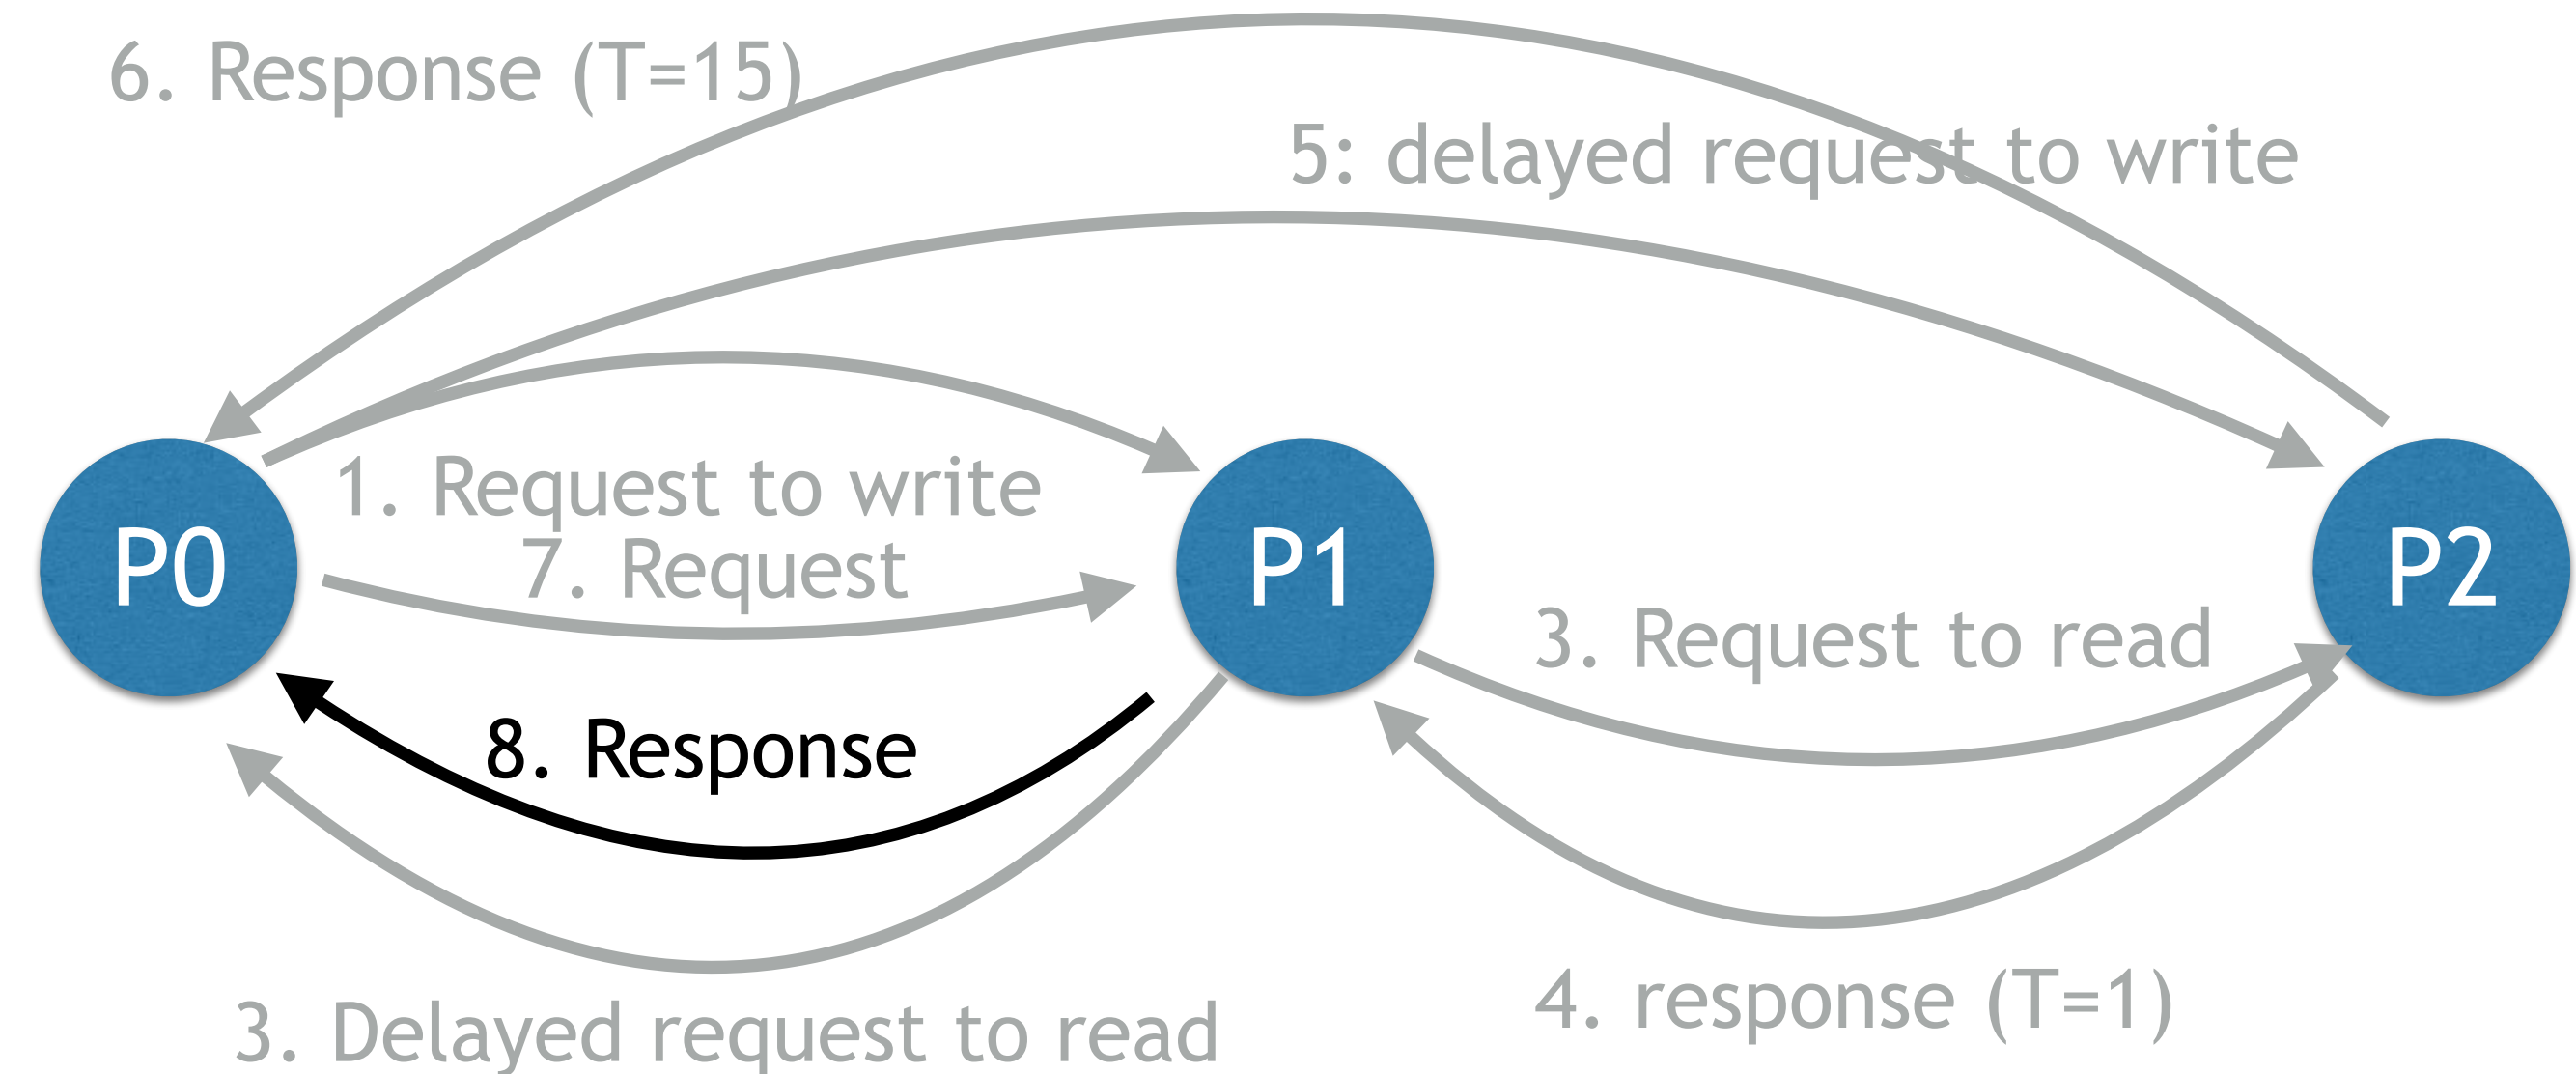 6. Response (T=15)
5: delayed request to write
1. Request to write
7. Request
P0
P1
P2
3. Request to read
8. Response
4. response (T=1)
3. Delayed request to read